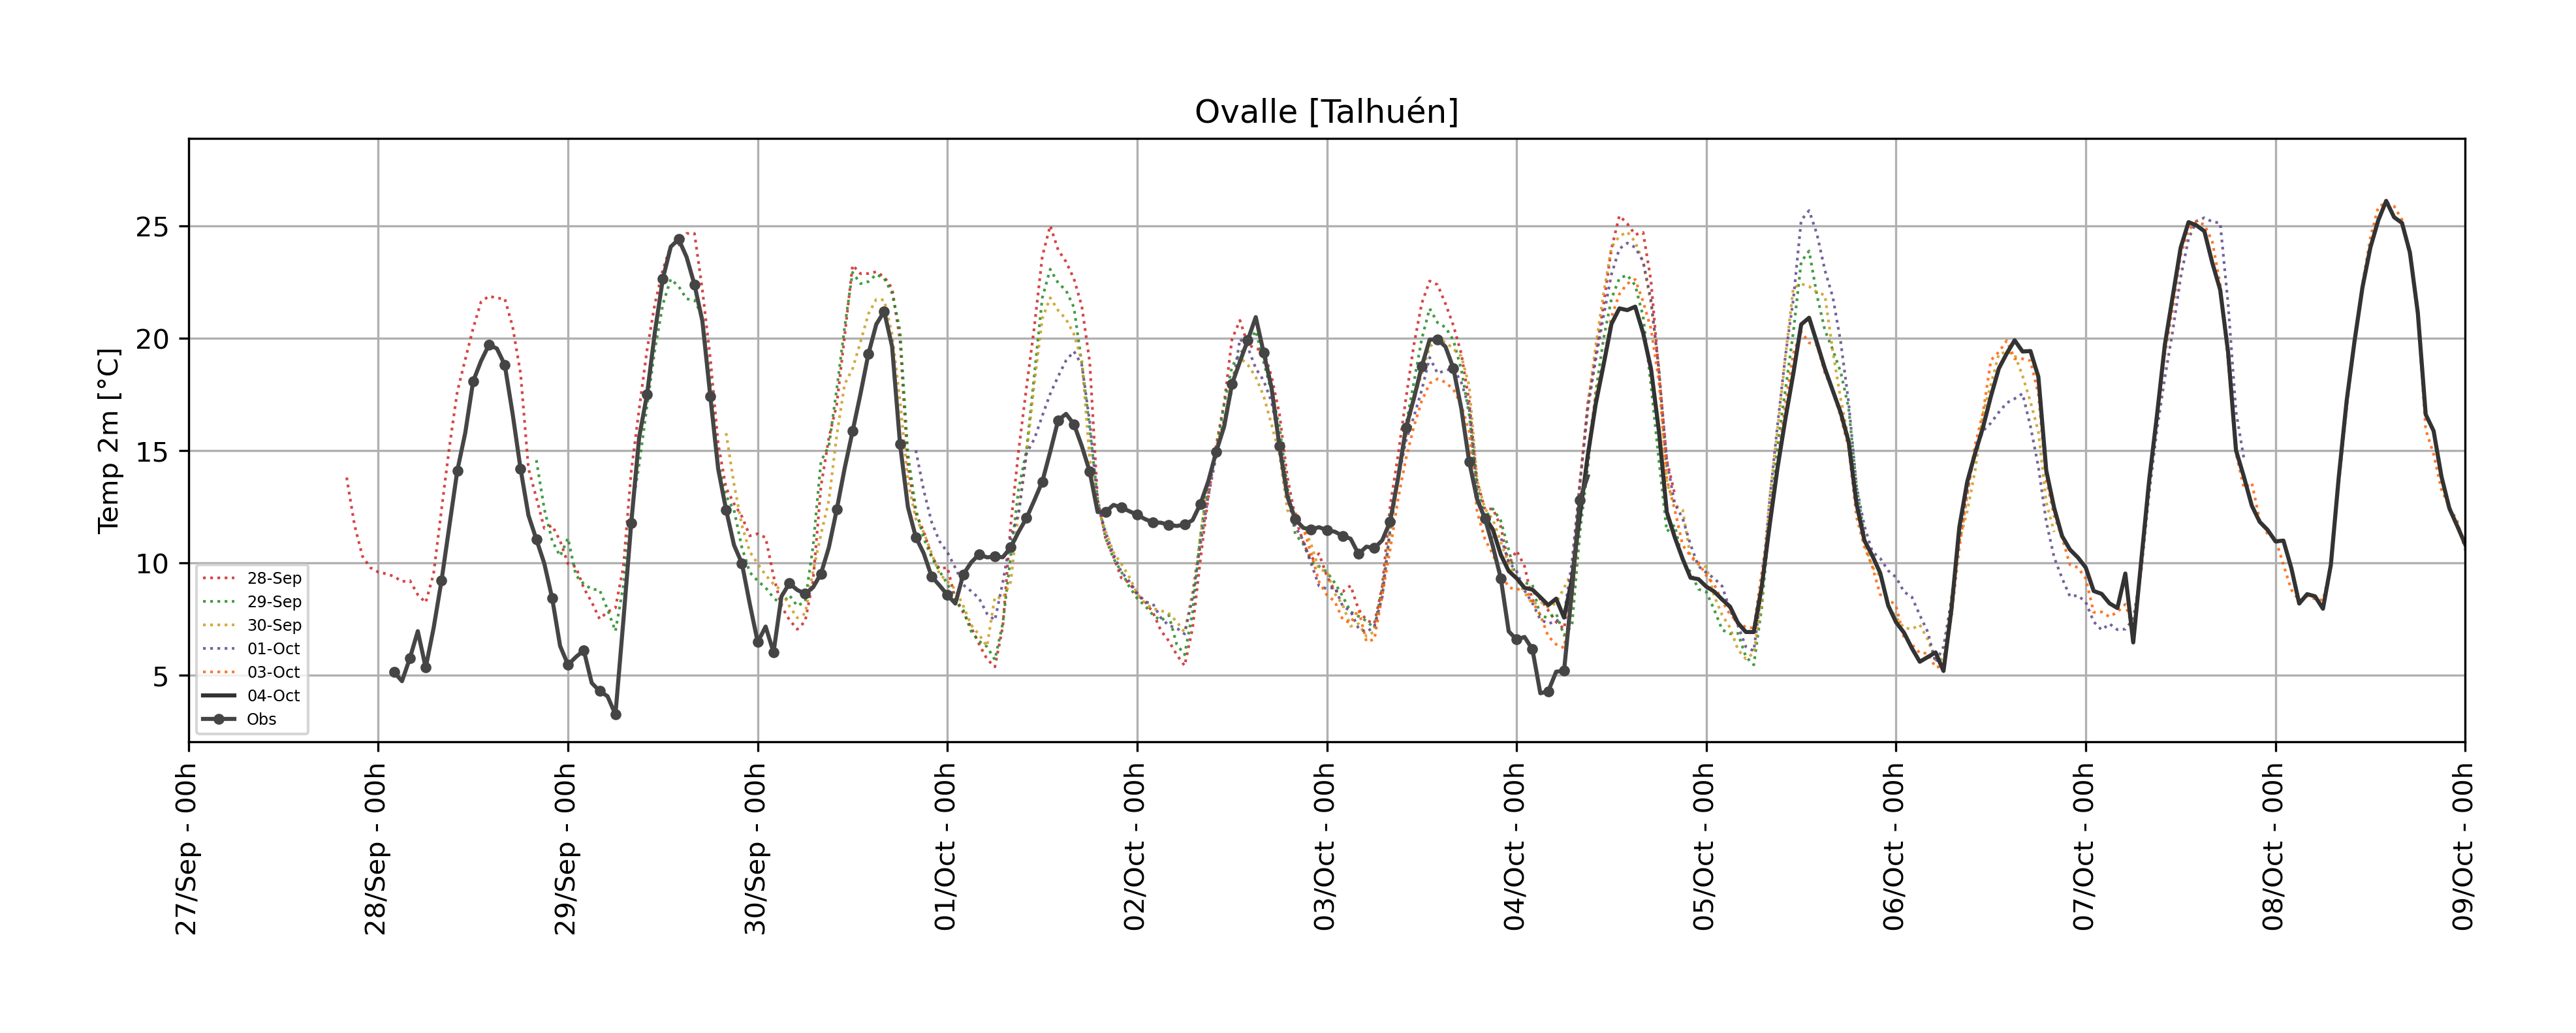 Ovalle [Talhuén]
Temp 2m [°C]
25
20
15
10
5
28-Sep
29-Sep
30-Sep
01-Oct
03-Oct
04-Oct
Obs
27/Sep - 00h
28/Sep - 00h
29/Sep - 00h
30/Sep - 00h
01/Oct - 00h
02/Oct - 00h
03/Oct - 00h
04/Oct - 00h
05/Oct - 00h
06/Oct - 00h
07/Oct - 00h
08/Oct - 00h
09/Oct - 00h